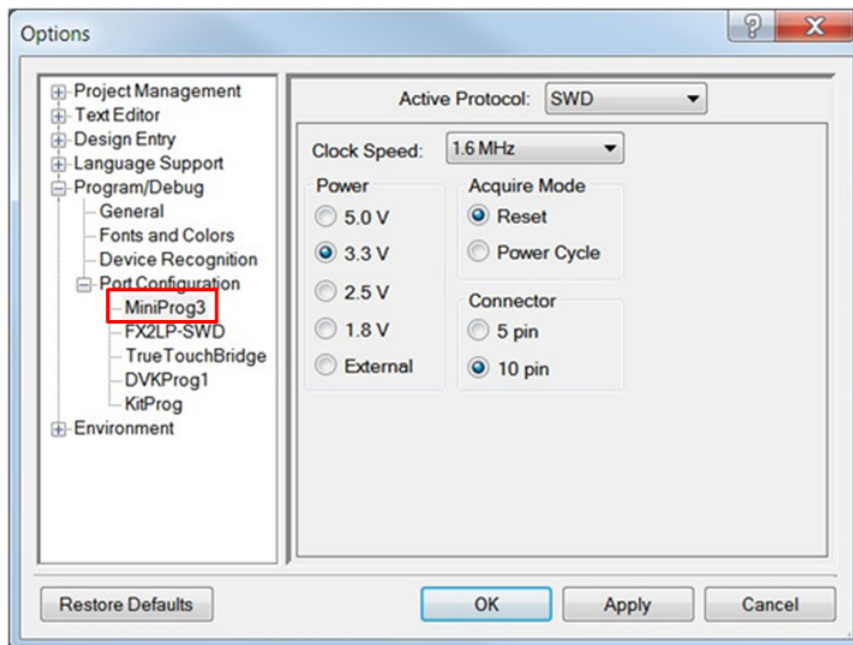 Options
Project Management
Text Editor
Design Entry
Language Support
Program/Debug
General
Fonts and Colors
Device Recognition
Port Configuration
MiniProg3
FX2LP-SWD
TrueTouchBridge
DVKProg1
KitProg
Environment
Active Protocol: SWD
Clock Speed: 1.6 MHz
Power
5.0 V
3.3 V
2.5 V
1.8 V
External
Acquire Mode
Reset
Power Cycle
Connector
5 pin
10 pin
Restore Defaults OK Apply Cancel